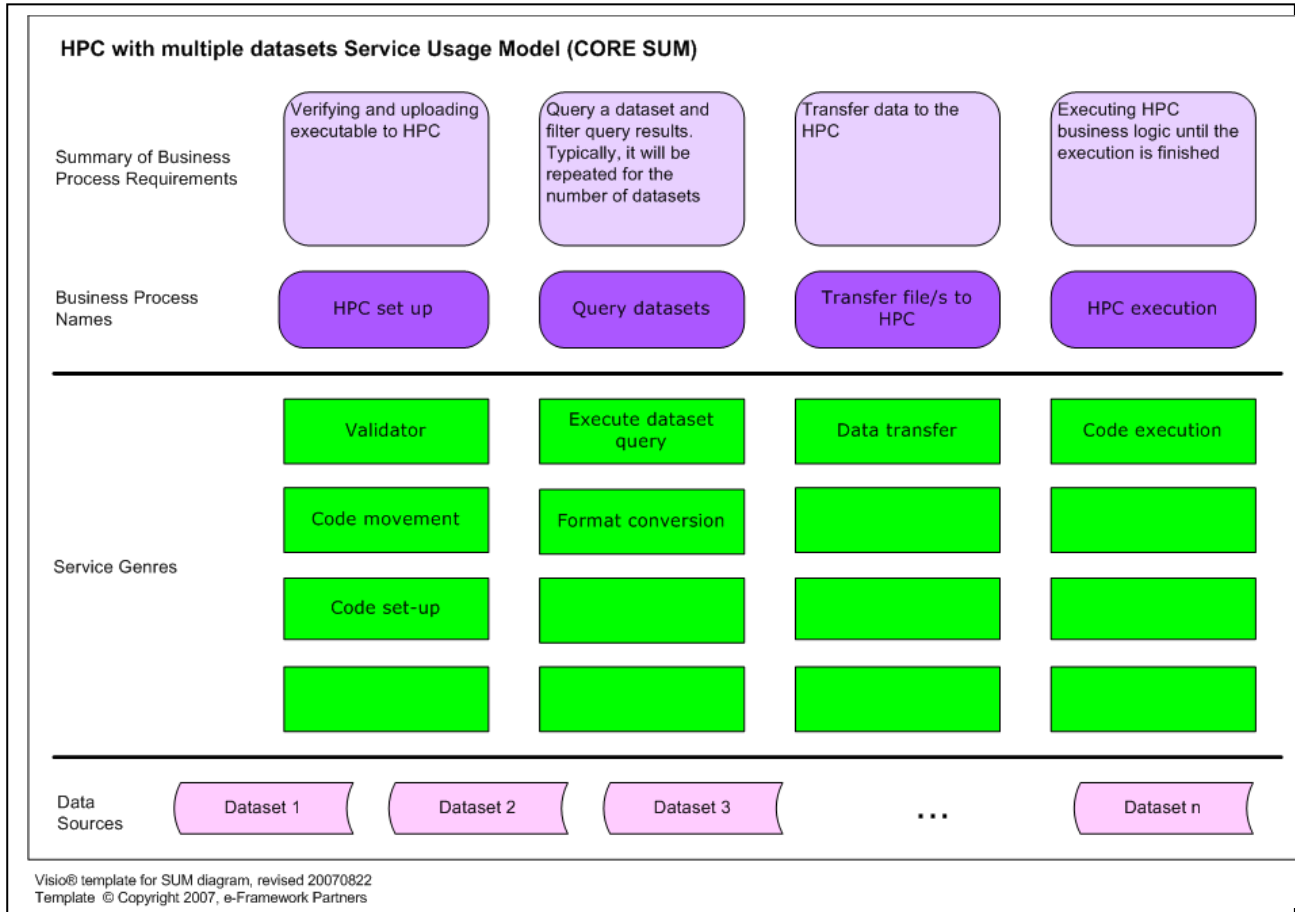 HPC with multiple datasets Service Usage Model (CORE SUM)
Summary of Business
Process Requirements
Verifying and uploading
executable to HPC
Query a dataset and
filter query results.
Typically, it will be
repeated for the
number of datasets
Transfer data to the
HPC
Executing HPC
business logic until the
execution is finished
Business Process
Names
HPC set up
Query datasets
Transfer file/s to
HPC
HPC execution
Service Genres
Validator
Execute dataset
query
Data transfer
Code execution
Code movement
Format conversion
Code set-up
Data
Sources
Dataset 1
Dataset 2
Dataset 3
...
Dataset n
Visio® template for SUM diagram, revised 20070822
Template © Copyright 2007, e-Framework Partners